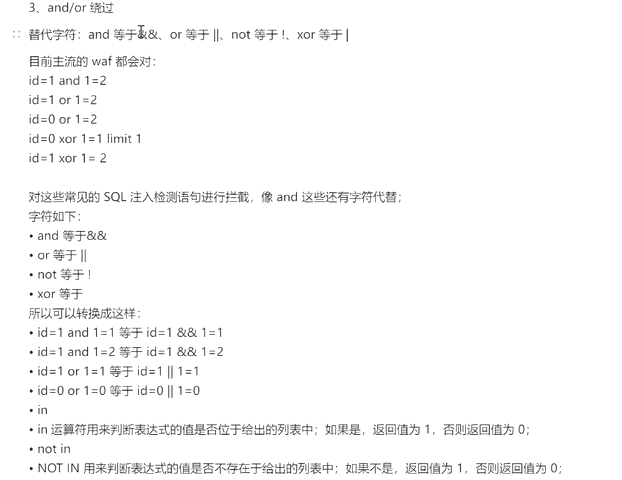 3、and/or 绕过
替代字符：and 等于&&、or 等于 ||、not 等于 !、xor 等于 |
目前主流的 waf 都会对：
id=1 and 1=2
id=1 or 1=2
id=0 or 1=2
id=0 xor 1=1 limit 1
id=1 xor 1= 2
对这些常见的 SQL 注入检测语句进行拦截，像 and 这些还有字符代替；
字符如下：
• and 等于&&
• or 等于 ||
• not 等于 !
• xor 等于
所以可以转换成这样：
• id=1 and 1=1 等于 id=1 && 1=1
• id=1 and 1=2 等于 id=1 && 1=2
• id=1 or 1=1 等于 id=1 || 1=1
• id=0 or 1=0 等于 id=0 || 1=0
• in
• in 运算符用来判断表达式的值是否位于给出的列表中；如果是，返回值为 1，否则返回值为 0；
• not in
• NOT IN 用来判断表达式的值是否不存在于给出的列表中；如果不是，返回值为 1，否则返回值为 0；